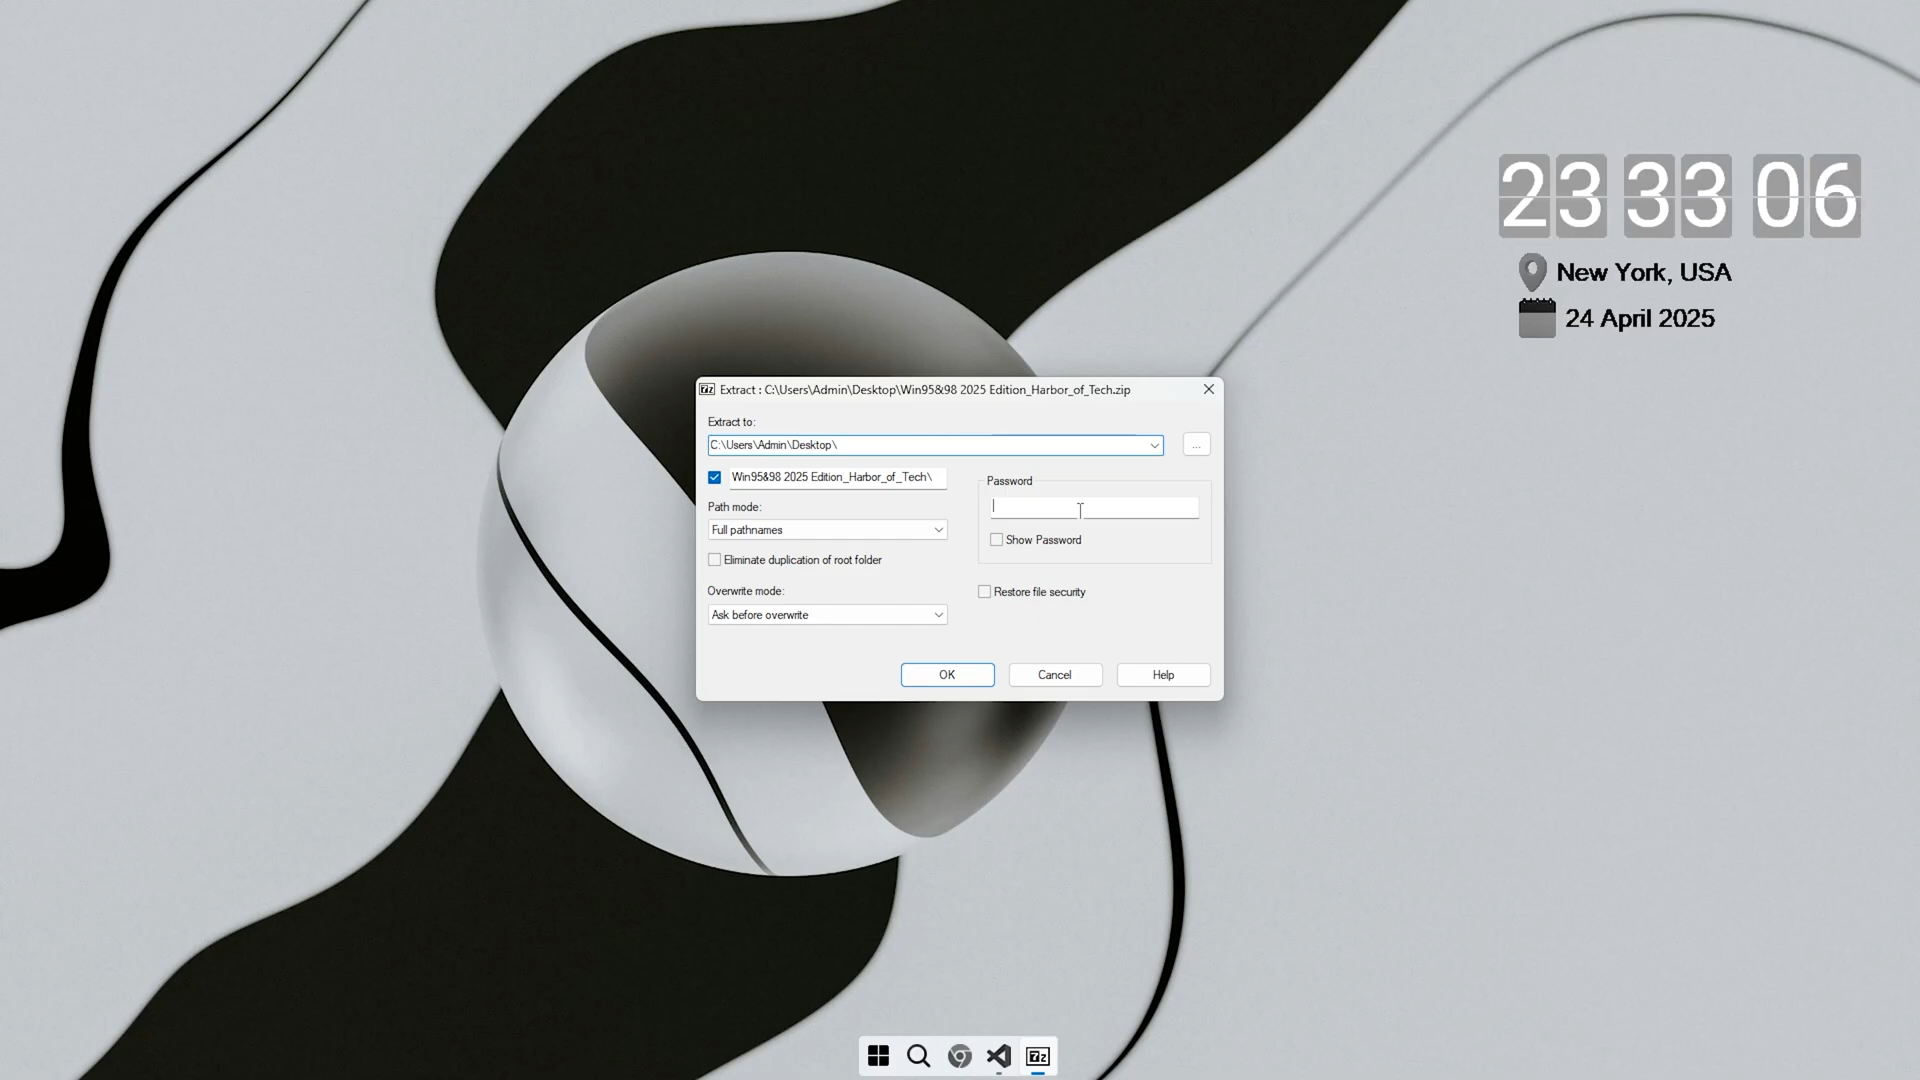 23 33 06
New York, USA
24 April 2025
7z Extract : C:\Users\Admin\Desktop\Win95&98 2025 Edition_Harbor_of_Tech.zip
Extract to:
C:\Users\Admin\Desktop\
...
Win95&98 2025 Edition_Harbor_of_Tech\
Password
Path mode:
Full pathnames
Show Password
Eliminate duplication of root folder
Overwrite mode:
Restore file security
Ask before overwrite
OK Cancel Help
7z